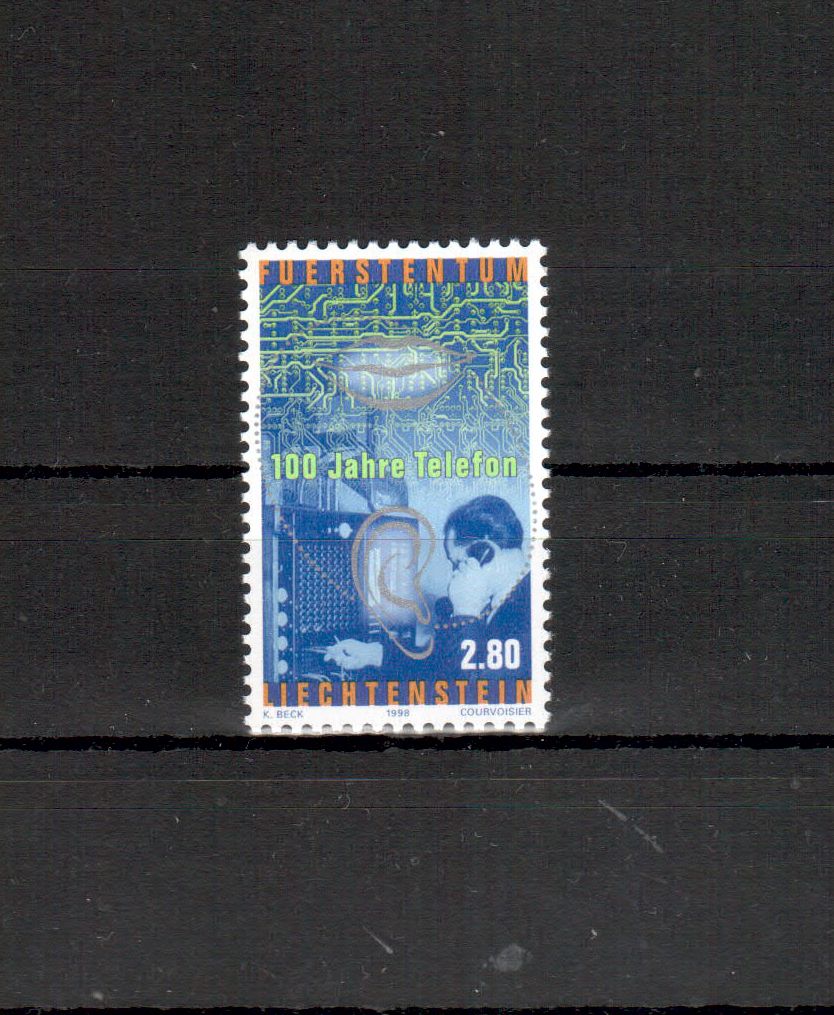 FUERSTENTUM
100 Jahre Telefon
2.80
LIECHTENSTEIN
K. BECK 1998 COURVOISIER